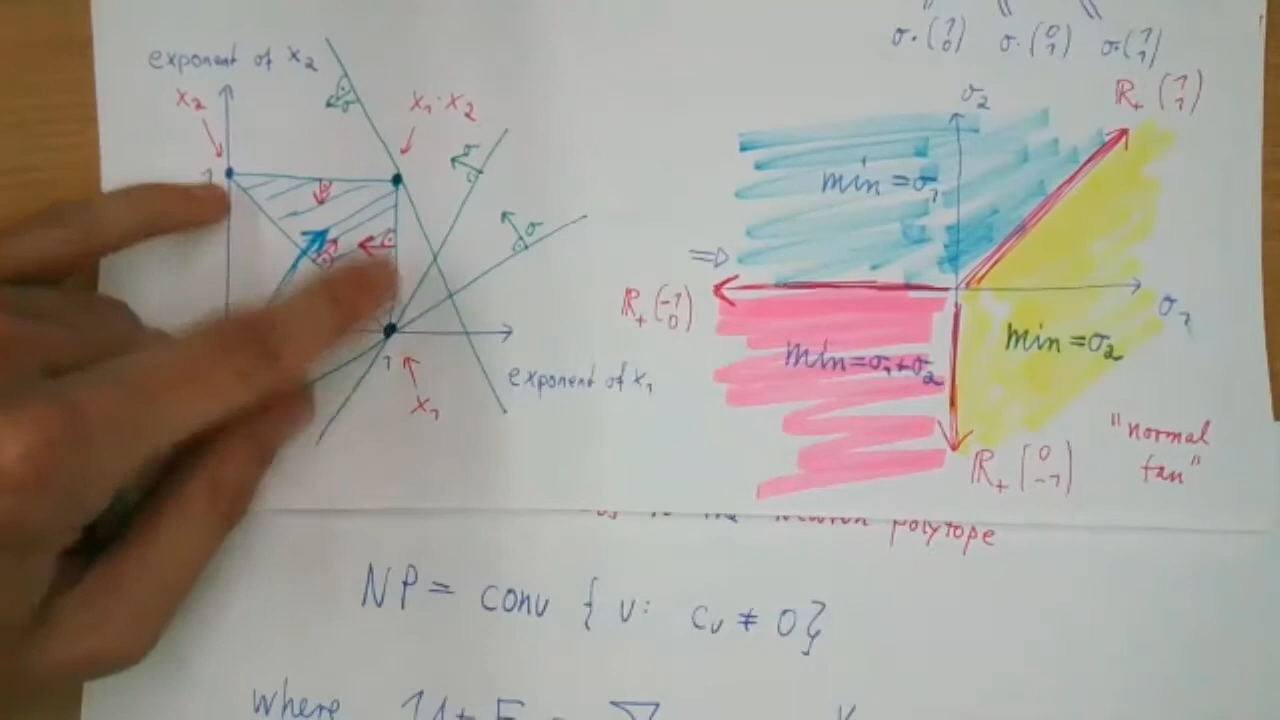 σ·(1 0) σ·(0 1) σ·(1 1)
exponent of x₂
x₂
x₁·x₂
1
σ
σ
σ
1
x₁
exponent of x₁
σ₂
ℝ₊ (1 1)
min=σ₁
⇒
ℝ₊ (-1 0)
σ₁
min=σ₁+σ₂
min=σ₂
ℝ₊ (0 -1)
"normal
fan"
polytope
NP = conv { v: c_v ≠ 0}
where